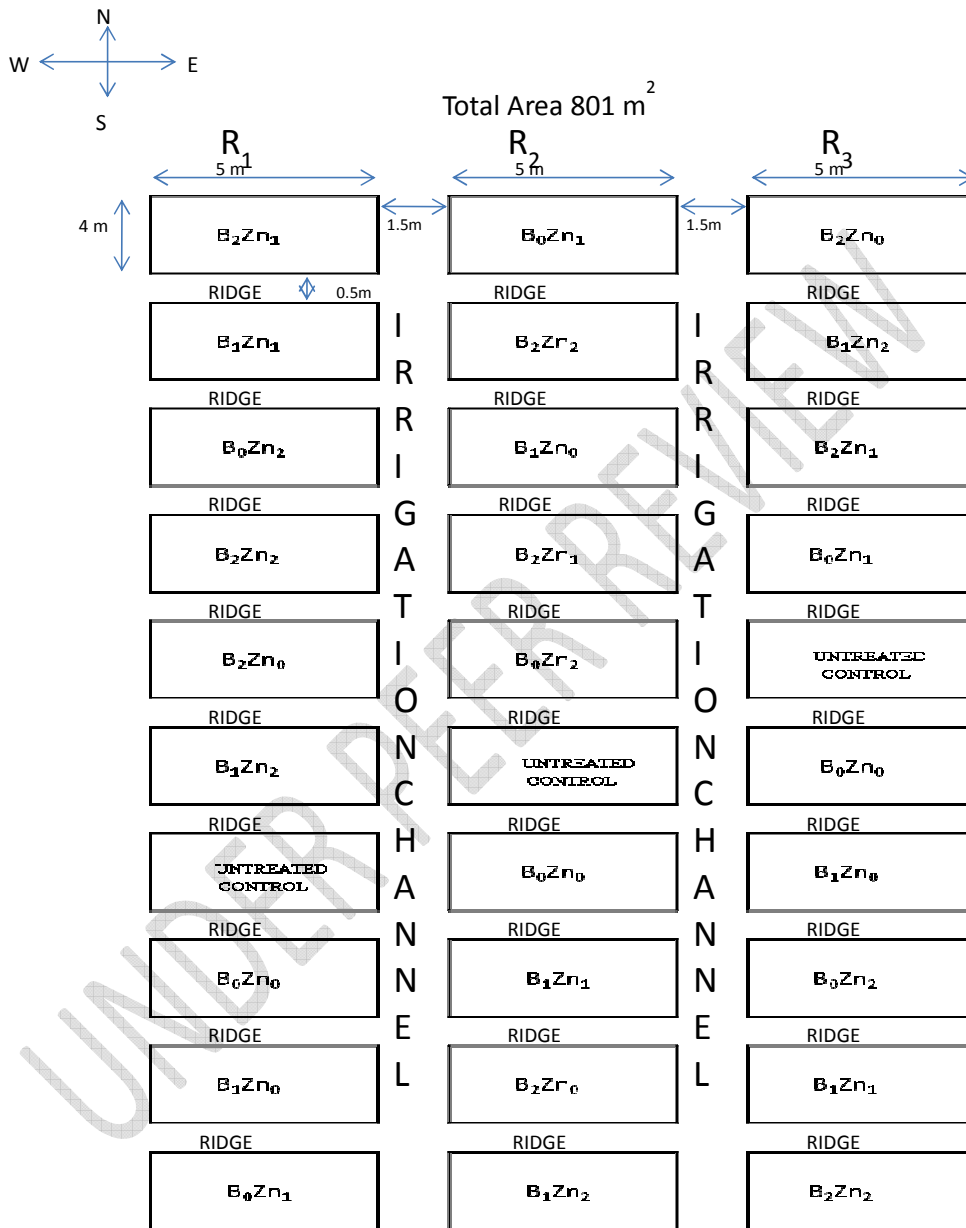 N
W E
S
Total Area 801 m²
R₁ R₂ R₃
5 m 5 m 5 m
4 m 1.5m 1.5m
B₂Zn₁ B₀Zn₁ B₂Zn₀
RIDGE 0.5m RIDGE RIDGE
B₁Zn₁ B₂Zr₂ B₁Zn₂
RIDGE RIDGE RIDGE
B₀Zn₂ B₁Zn₀ B₂Zn₁
RIDGE RIDGE RIDGE
B₂Zn₂ B₂Zr₁ B₀Zn₁
RIDGE RIDGE RIDGE
B₂Zn₀ B₀Zr₂ UNTREATED
CONTROL
RIDGE RIDGE RIDGE
B₁Zn₂ UNTREATED
CONTROL
B₀Zn₀
RIDGE RIDGE RIDGE
UNTREATED
CONTROL
B₀Zn₀ B₁Zn₀
RIDGE RIDGE RIDGE
B₀Zn₀ B₁Zn₁ B₀Zn₂
RIDGE RIDGE RIDGE
B₁Zn₀ B₂Zr₀ B₁Zn₁
RIDGE RIDGE RIDGE
B₀Zn₁ B₁Zn₂ B₂Zn₂
IRRIGATION CHANNEL
IRRIGATION CHANNEL
UNDER PEER REVIEW